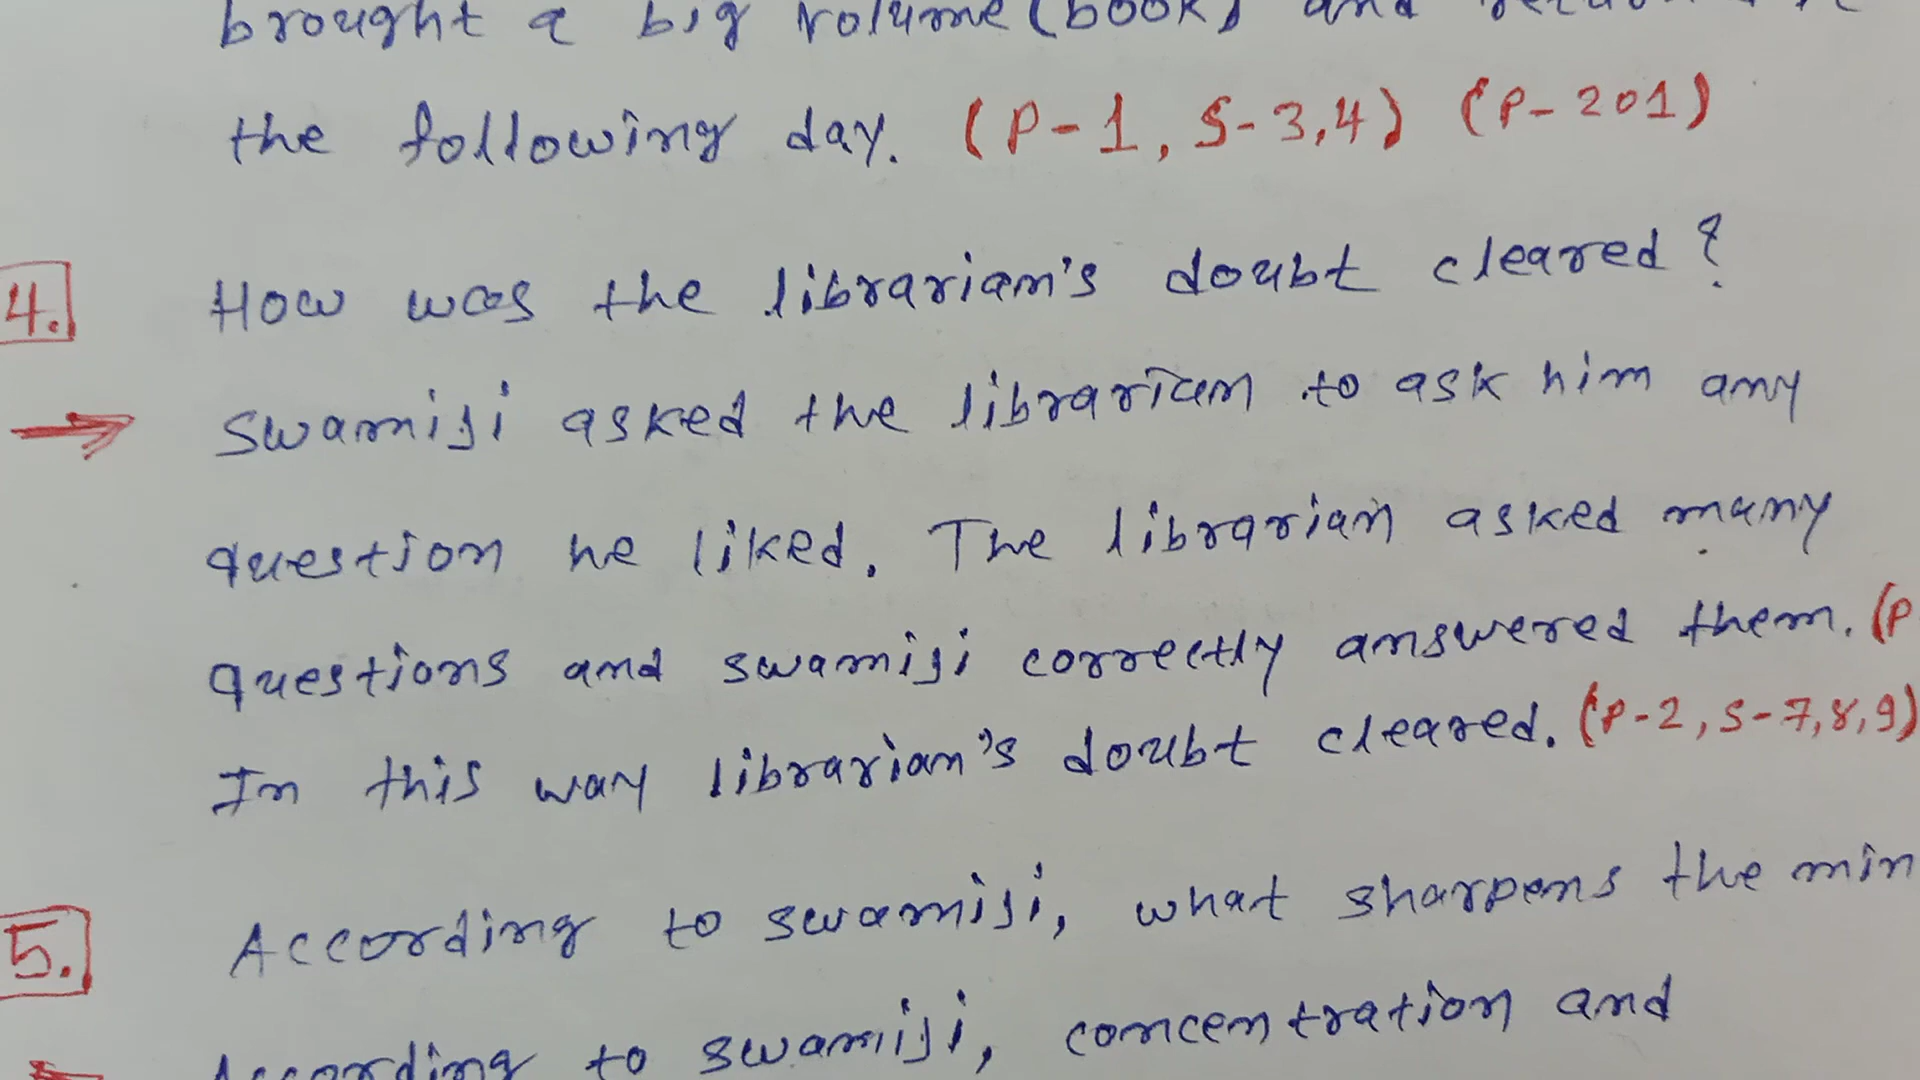 brought a big volume (book) and
the following day. (P-1, S-3,4) (P-201)
4. How was the librarian's doubt cleared?
→ Swamiji asked the librarian to ask him any
question he liked. The librarian asked many
questions and swamiji correctly answered them. (P
In this way librarian's doubt cleared. (P-2, S-7,8,9)
5. According to swamiji, what sharpens the min
According to swamiji, concentration and